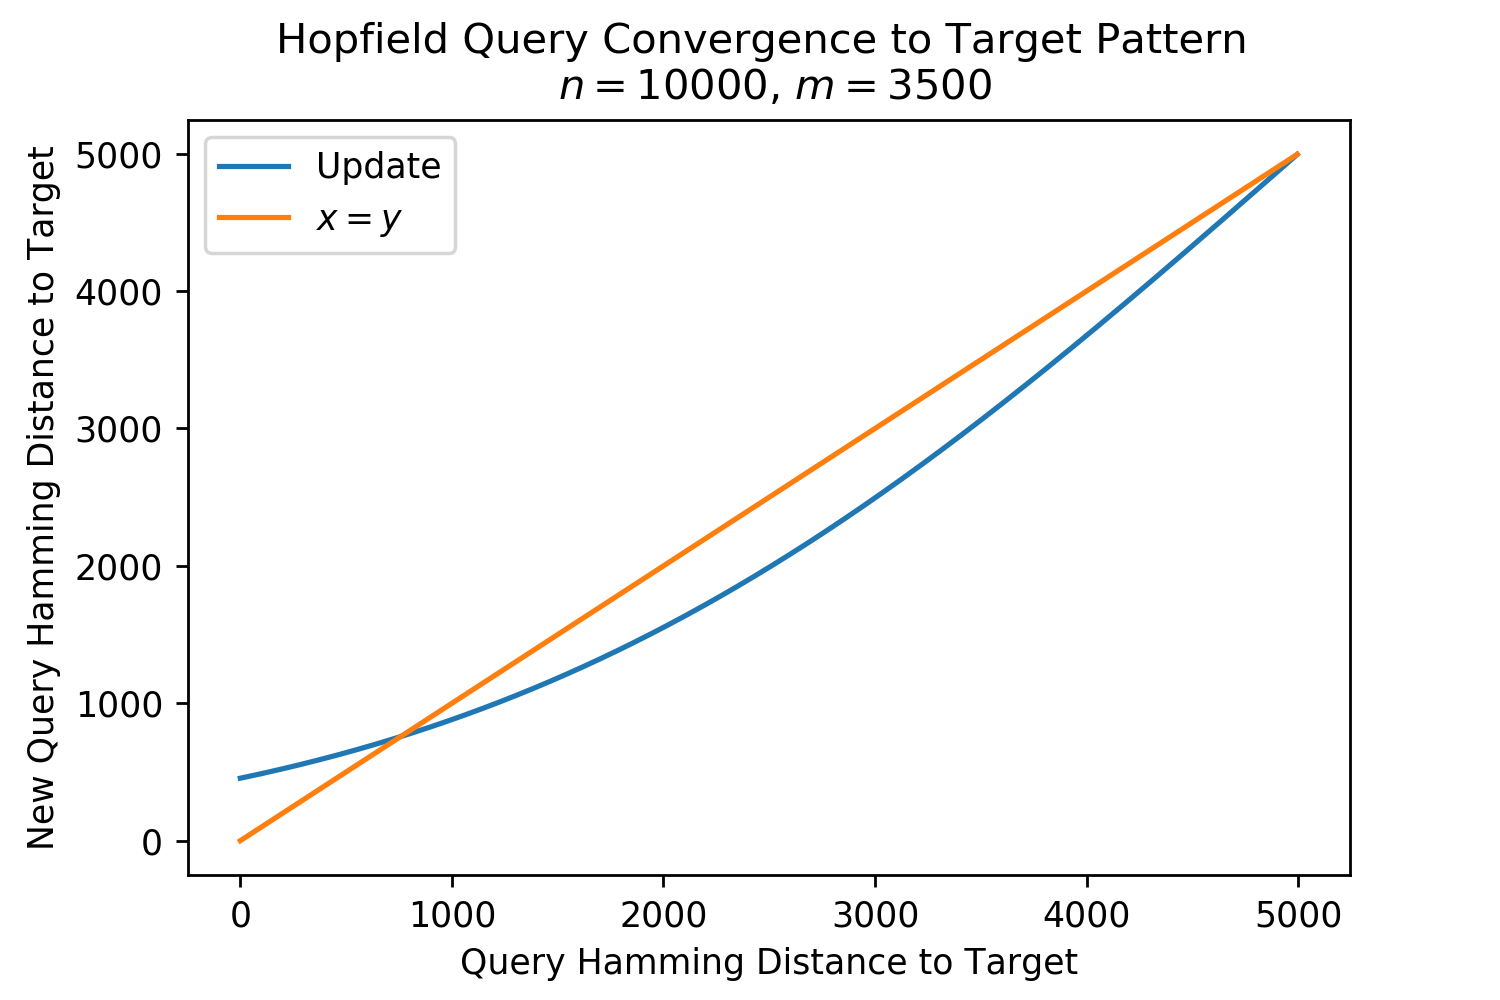 Hopfield Query Convergence to Target Pattern
n = 10000, m = 3500
Update
x = y
New Query Hamming Distance to Target
5000
4000
3000
2000
1000
0
0 1000 2000 3000 4000 5000
Query Hamming Distance to Target